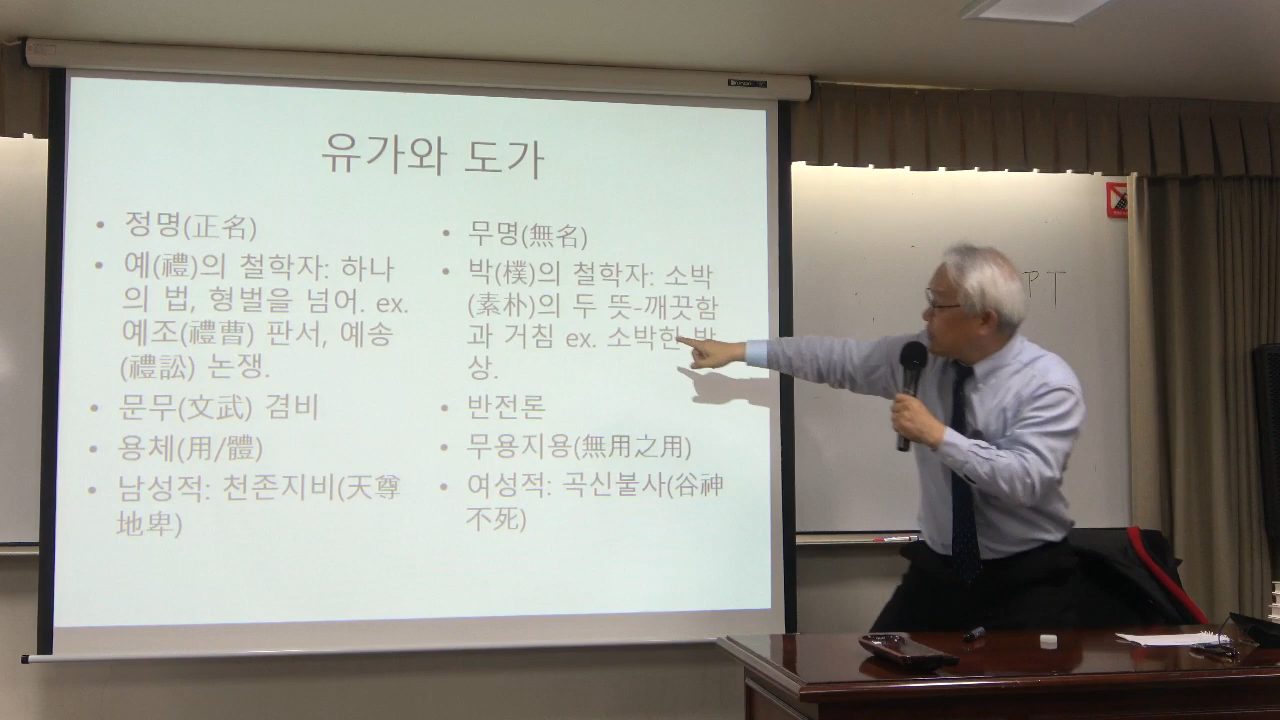 유가와 도가
• 정명(正名)
• 예(禮)의 철학자: 하나
의 법, 형벌을 넘어. ex.
예조(禮曹) 판서, 예송
(禮訟) 논쟁.
• 문무(文武) 겸비
• 용체(用/體)
• 남성적: 천존지비(天尊
地卑)
• 무명(無名)
• 박(樸)의 철학자: 소박
(素朴)의 두 뜻-깨끗함
과 거침 ex. 소박한 밥
상.
• 반전론
• 무용지용(無用之用)
• 여성적: 곡신불사(谷神
不死)
PT